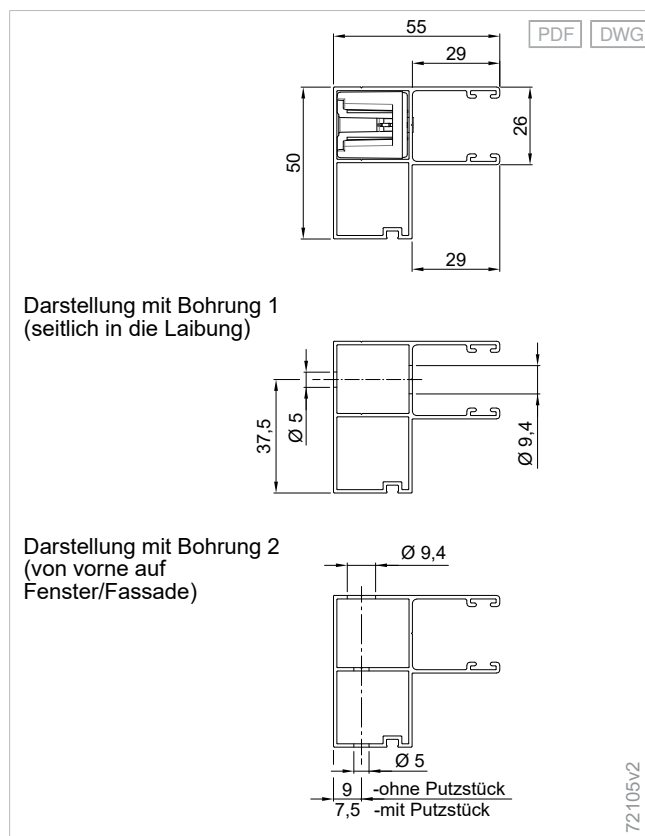 55
PDF DWG
29
26
50
29
Darstellung mit Bohrung 1
(seitlich in die Laibung)
Ø 5
37,5
Ø 9,4
Darstellung mit Bohrung 2
(von vorne auf
Fenster/Fassade)
Ø 9,4
Ø 5
9 -ohne Putzstück
7,5 -mit Putzstück
72105v2